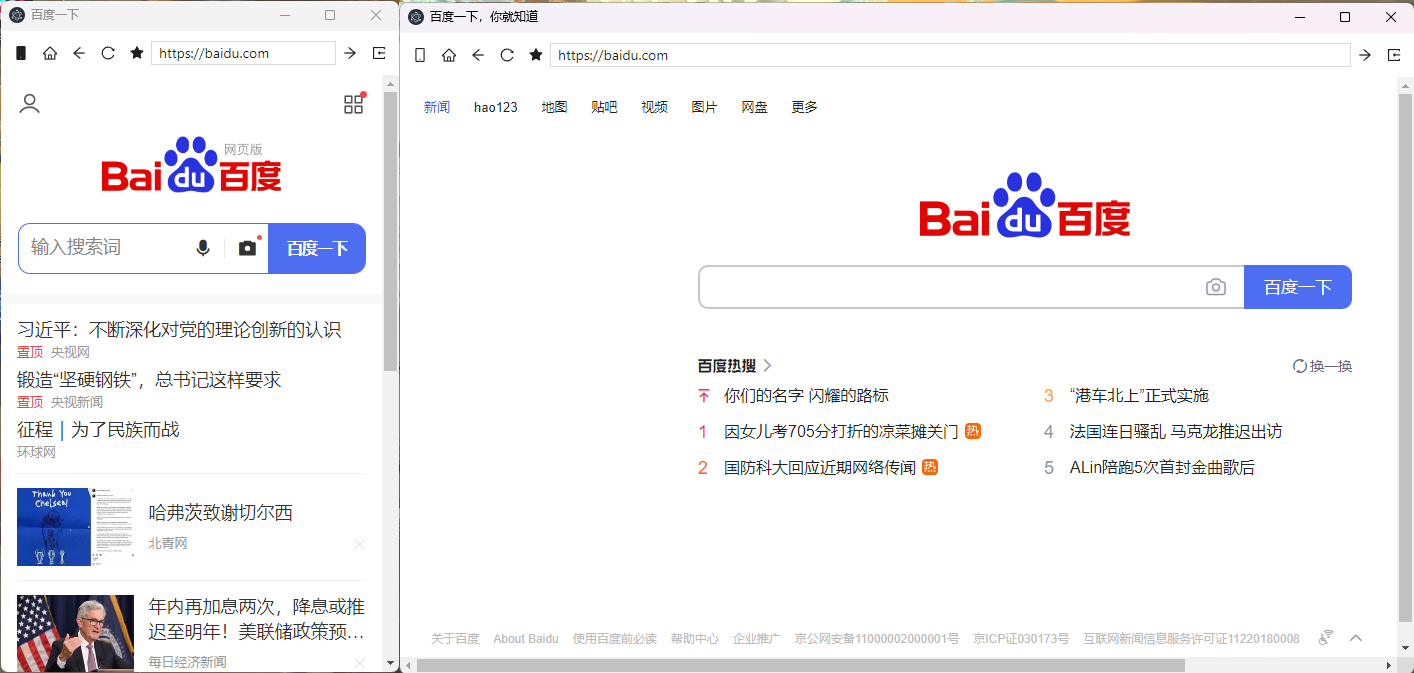 百度一下
https://baidu.com
网页版
Bai du 百度
输入搜索词
百度一下
习近平：不断深化对党的理论创新的认识
置顶 央视网
锻造“坚硬钢铁”，总书记这样要求
置顶 央视新闻
征程｜为了民族而战
环球网
Thank You
Chelsea!
哈弗茨致谢切尔西
北青网
年内再加息两次，降息或推
迟至明年！美联储政策预…
每日经济新闻
百度一下，你就知道
https://baidu.com
新闻 hao123 地图 贴吧 视频 图片 网盘 更多
Bai du 百度
百度一下
百度热搜
换一换
你们的名字 闪耀的路标
1 因女儿考705分打折的凉菜摊关门 热
2 国防科大回应近期网络传闻 热
3 “港车北上”正式实施
4 法国连日骚乱 马克龙推迟出访
5 ALin陪跑5次首封金曲歌后
关于百度 About Baidu 使用百度前必读 帮助中心 企业推广 京公网安备11000002000001号 京ICP证030173号 互联网新闻信息服务许可证11220180008